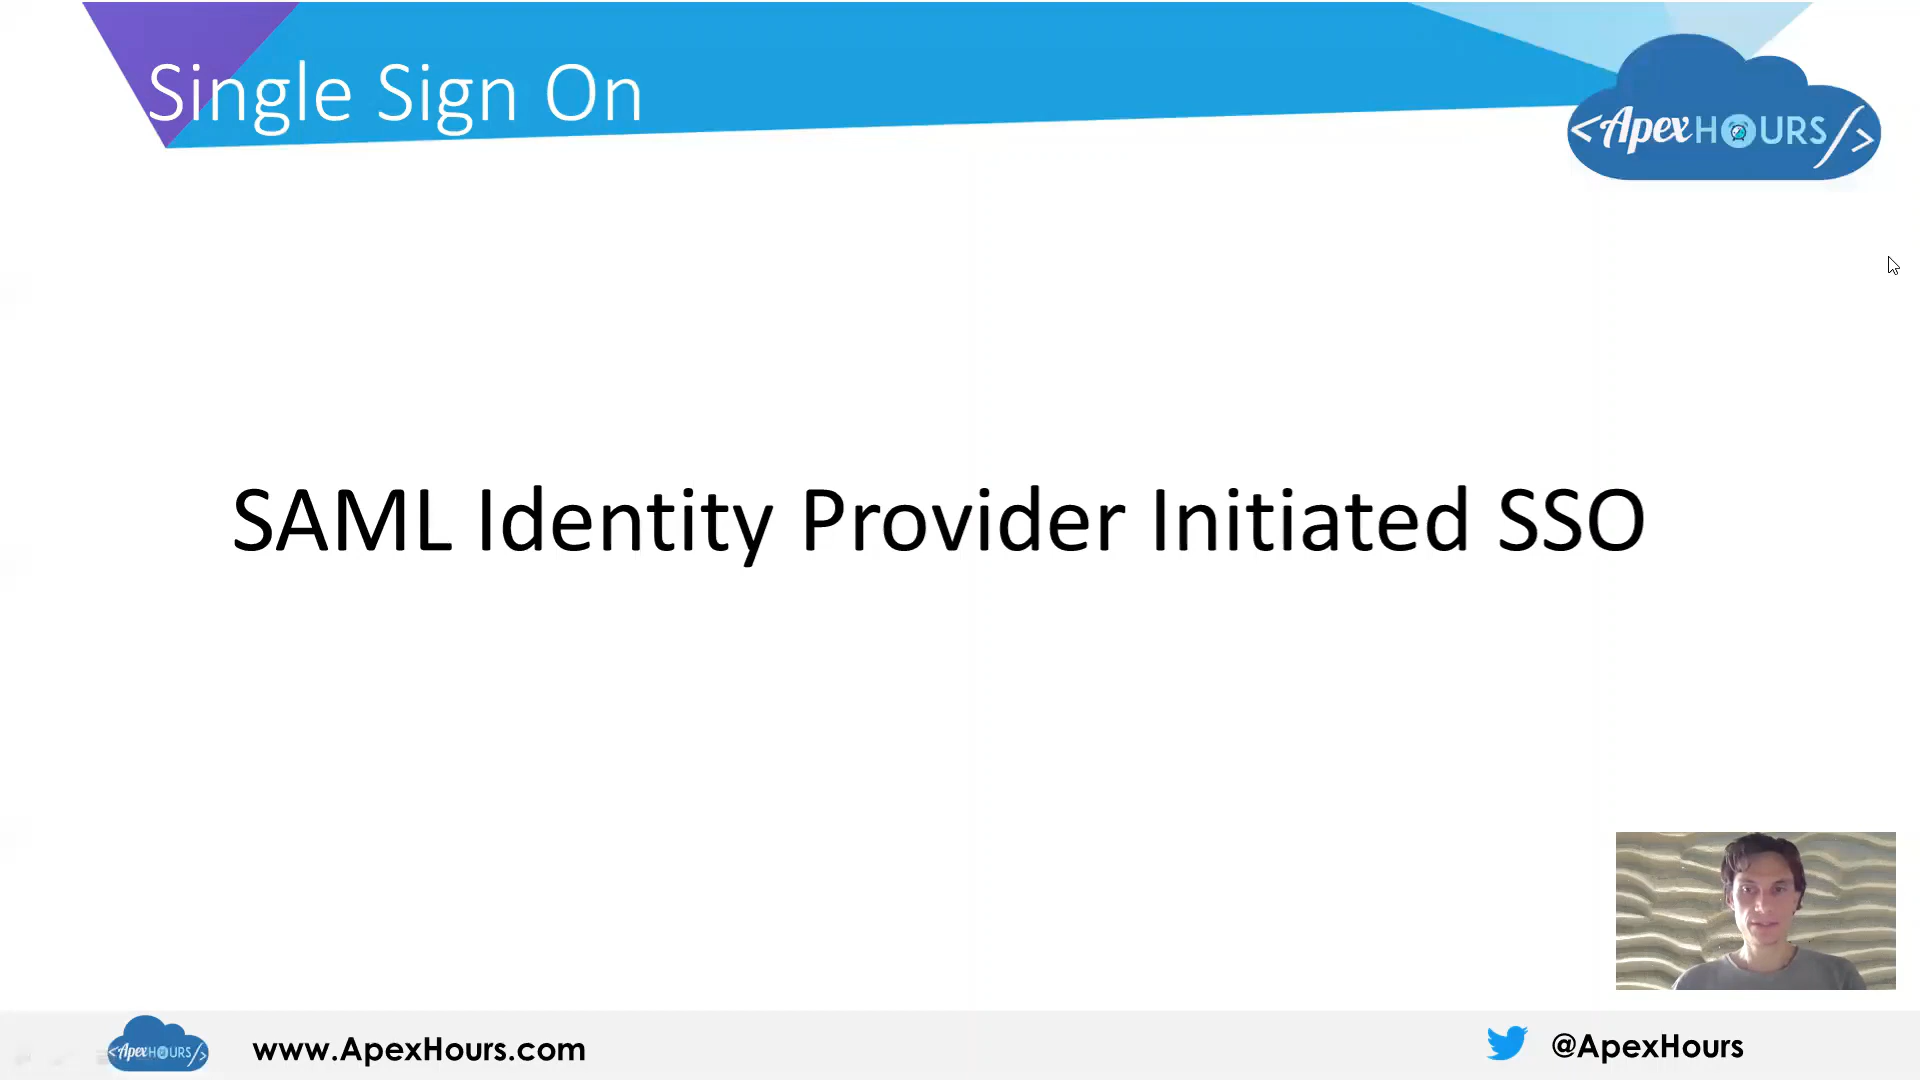 Single Sign On
<ApexHOURS/>
SAML Identity Provider Initiated SSO
<ApexHOURS/>
www.ApexHours.com
@ApexHours